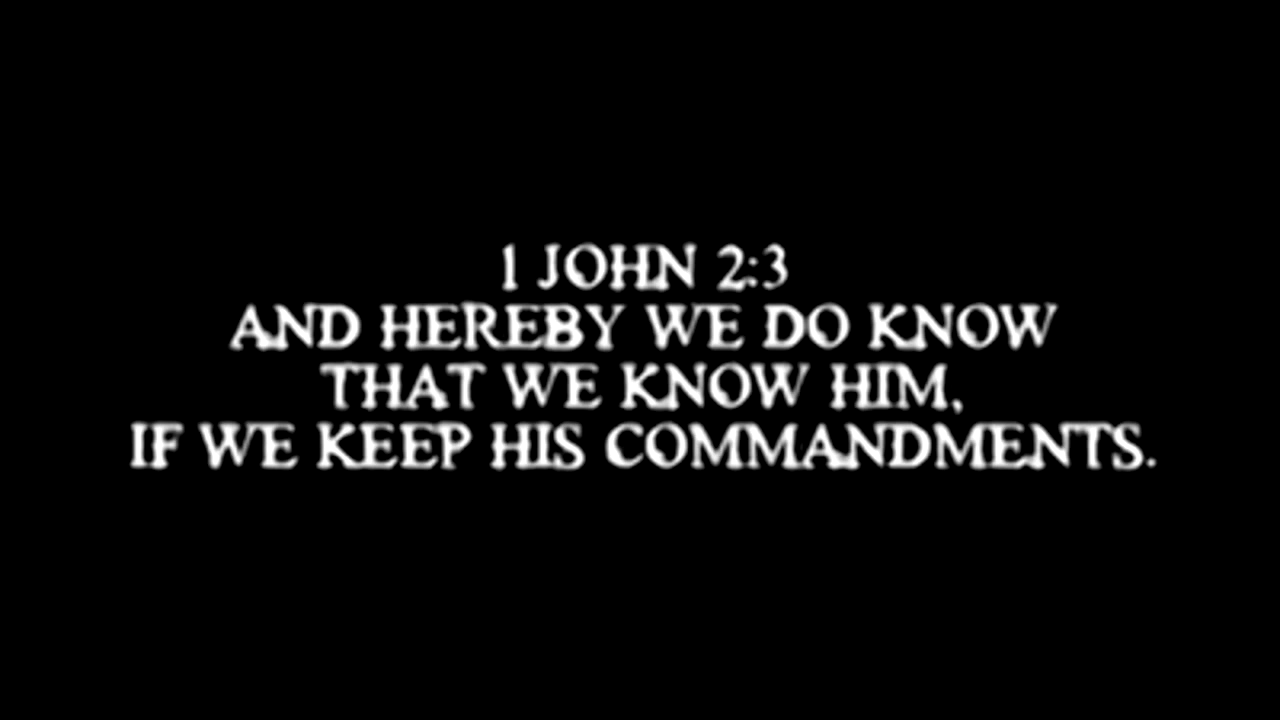 1 JOHN 2:3
AND HEREBY WE DO KNOW
THAT WE KNOW HIM,
IF WE KEEP HIS COMMANDMENTS.